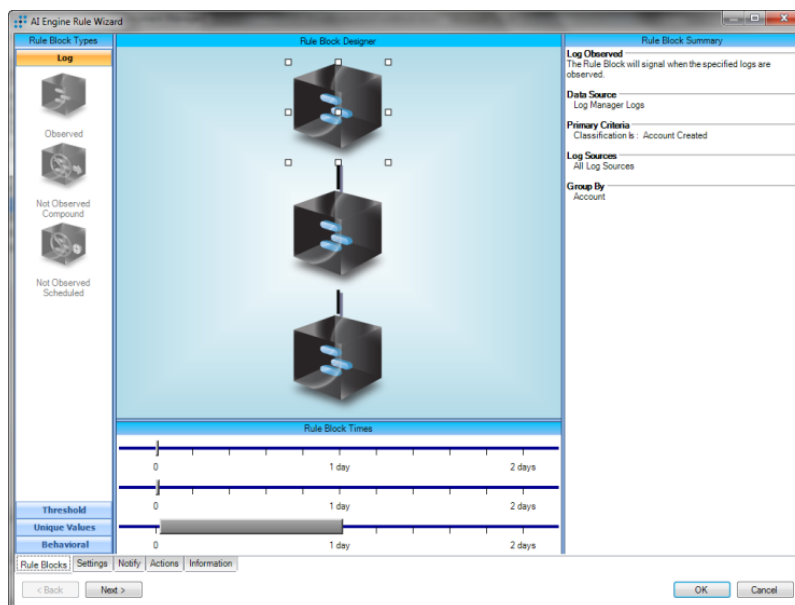 AI Engine Rule Wizard
Rule Block Types
Log
Observed
Not Observed
Compound
Not Observed
Scheduled
Threshold
Unique Values
Behavioral
Rule Block Designer
Rule Block Times
0 1 day 2 days
0 1 day 2 days
0 1 day 2 days
Rule Block Summary
Log Observed
The Rule Block will signal when the specified logs are
observed.
Data Source
Log Manager Logs
Primary Criteria
Classification Is : Account Created
Log Sources
All Log Sources
Group By
Account
Rule Blocks Settings Notify Actions Information
< Back Next > OK Cancel